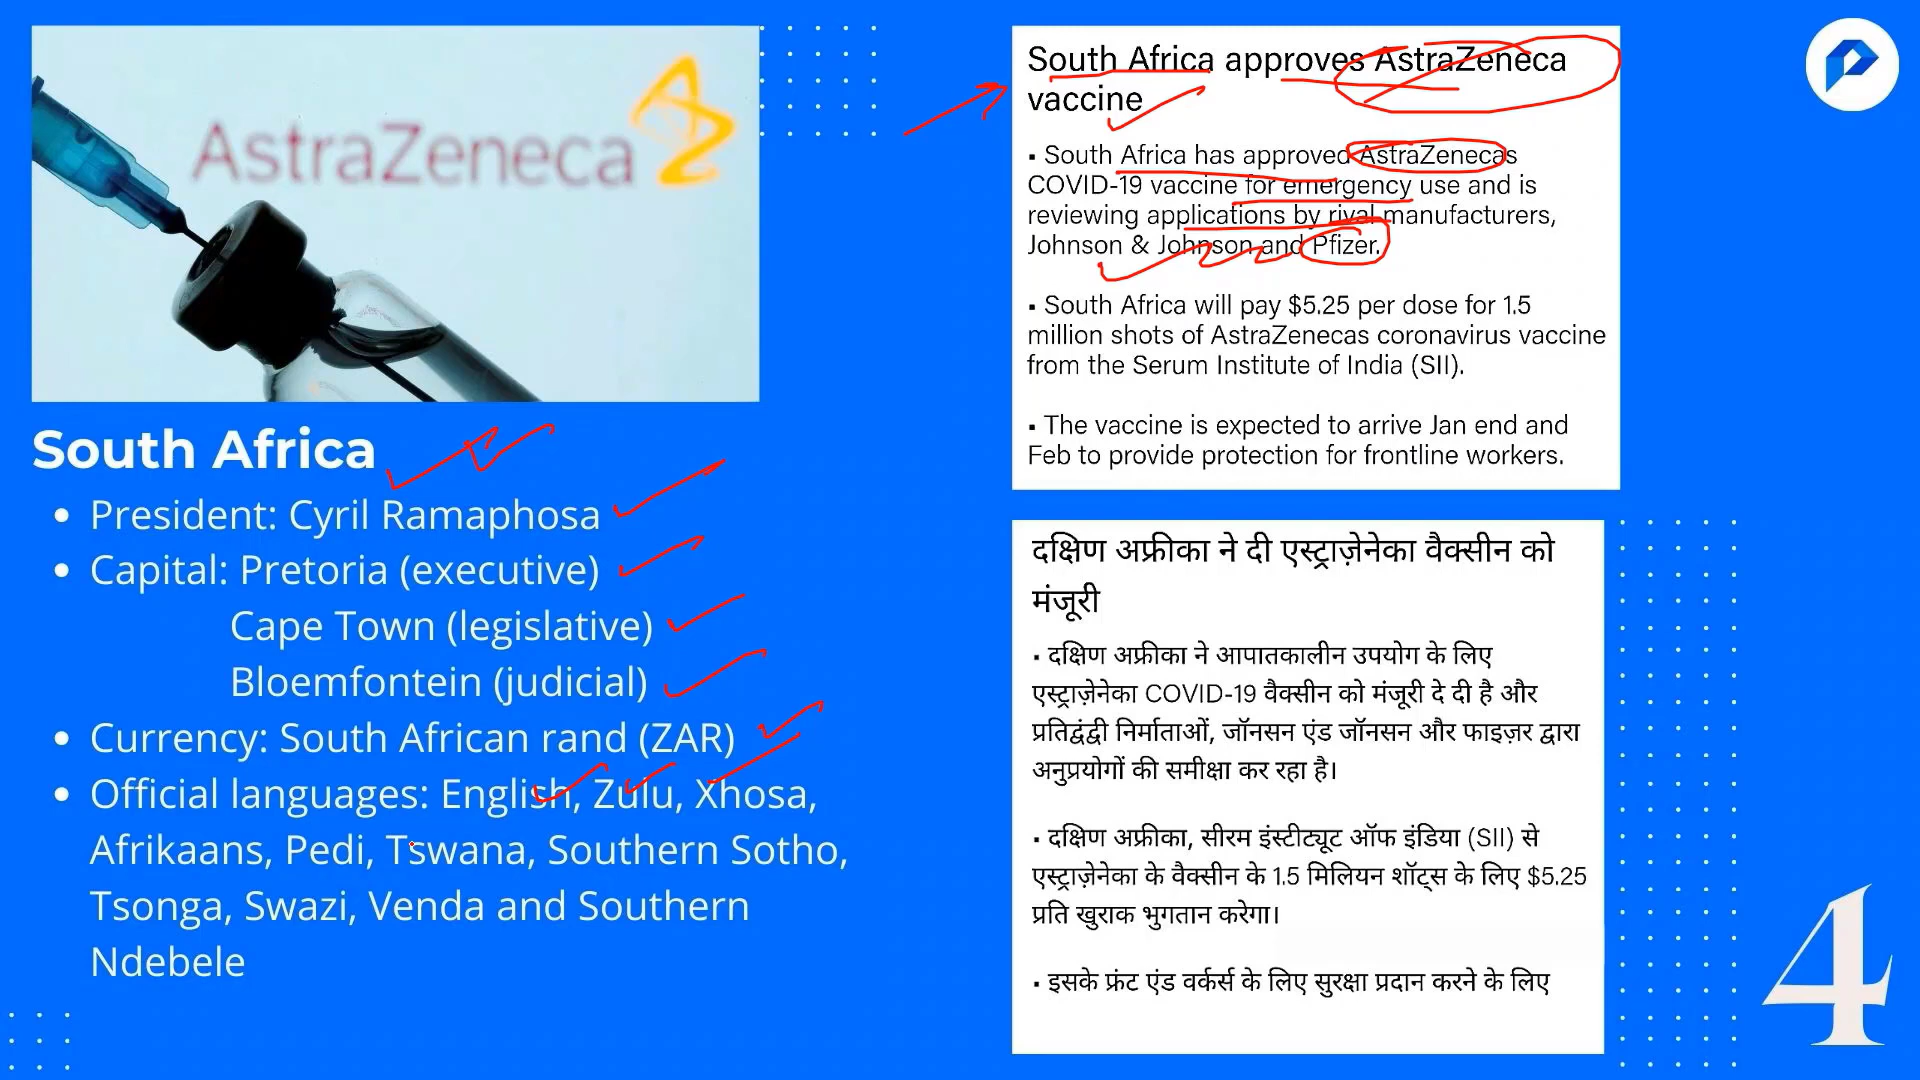 AstraZeneca
South Africa
• President: Cyril Ramaphosa
• Capital: Pretoria (executive)
Cape Town (legislative)
Bloemfontein (judicial)
• Currency: South African rand (ZAR)
• Official languages: English, Zulu, Xhosa,
Afrikaans, Pedi, Tswana, Southern Sotho,
Tsonga, Swazi, Venda and Southern
Ndebele
South Africa approves AstraZeneca
vaccine
▪ South Africa has approved AstraZenecas
COVID-19 vaccine for emergency use and is
reviewing applications by rival manufacturers,
Johnson & Johnson and Pfizer.
▪ South Africa will pay $5.25 per dose for 1.5
million shots of AstraZenecas coronavirus vaccine
from the Serum Institute of India (SII).
▪ The vaccine is expected to arrive Jan end and
Feb to provide protection for frontline workers.
दक्षिण अफ्रीका ने दी एस्ट्राज़ेनेका वैक्सीन को
मंजूरी
▪ दक्षिण अफ्रीका ने आपातकालीन उपयोग के लिए
एस्ट्राज़ेनेका COVID-19 वैक्सीन को मंजूरी दे दी है और
प्रतिद्वंद्वी निर्माताओं, जॉनसन एंड जॉनसन और फाइज़र द्वारा
अनुप्रयोगों की समीक्षा कर रहा है।
▪ दक्षिण अफ्रीका, सीरम इंस्टीट्यूट ऑफ इंडिया (SII) से
एस्ट्राज़ेनेका के वैक्सीन के 1.5 मिलियन शॉट्स के लिए $5.25
प्रति खुराक भुगतान करेगा।
▪ इसके फ्रंट एंड वर्कर्स के लिए सुरक्षा प्रदान करने के लिए
4